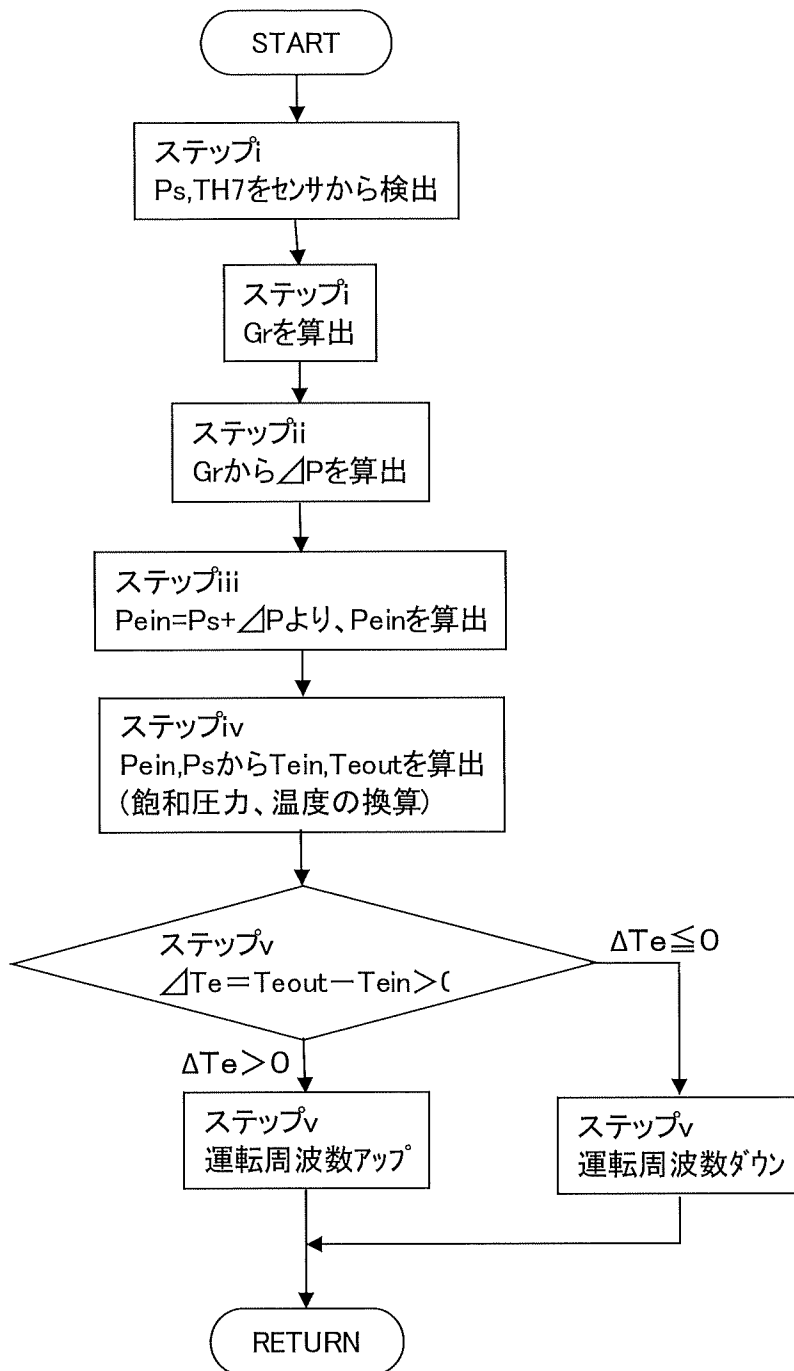 START
ステップi
Ps,TH7をセンサから検出
ステップi
Grを算出
ステップii
Grから⊿Pを算出
ステップiii
Pein=Ps+⊿Pより、Peinを算出
ステップiv
Pein,PsからTein,Teoutを算出
(飽和圧力、温度の換算)
ステップv
⊿Te=Teout-Tein>
ΔTe≦0
ΔTe>0
ステップv
運転周波数アップ
ステップv
運転周波数ダウン
RETURN